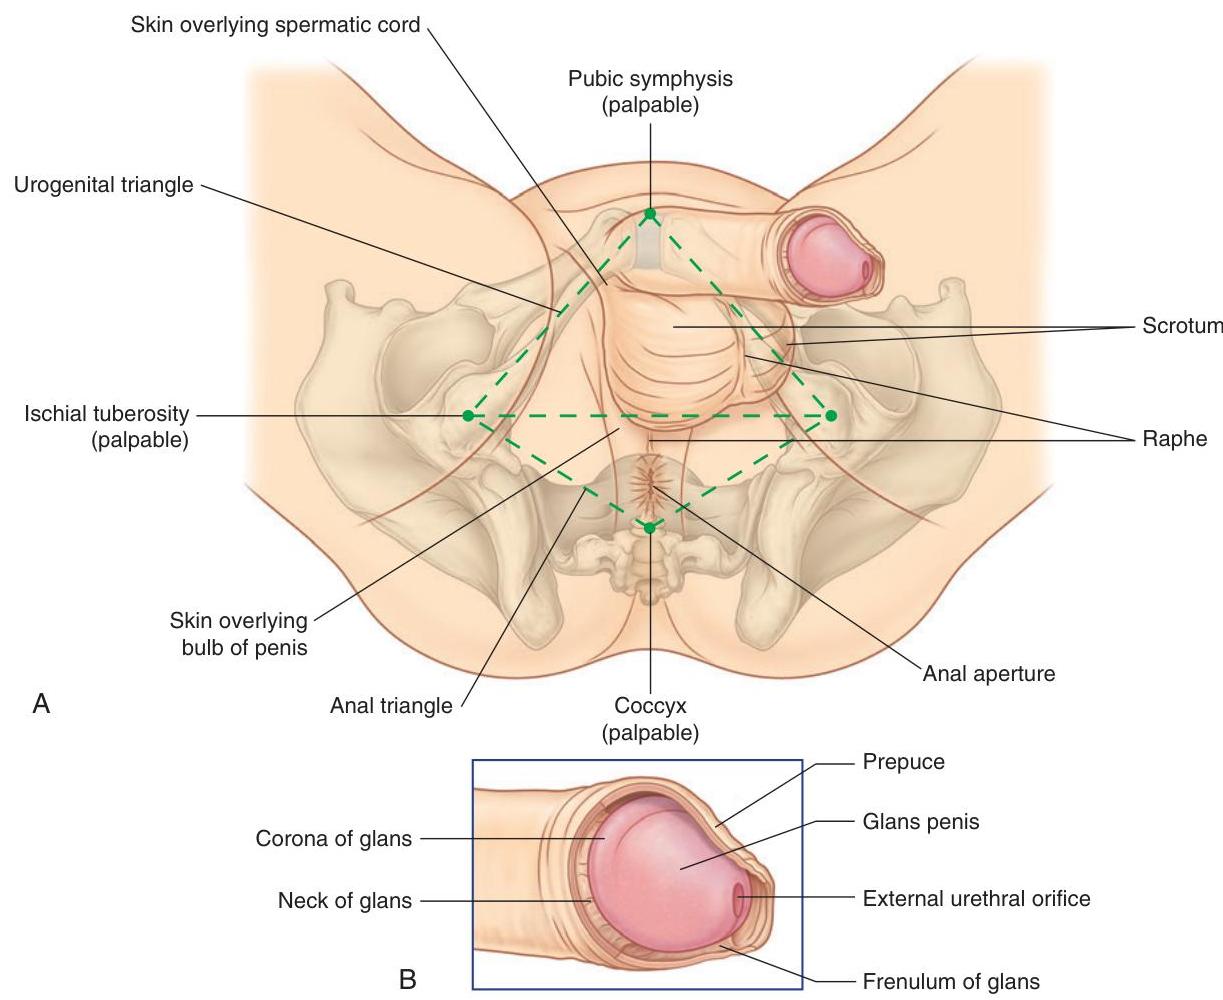 Skin overlying spermatic cord
Pubic symphysis
(palpable)
Urogenital triangle
Scrotum
Ischial tuberosity
(palpable)
Raphe
Skin overlying
bulb of penis
Anal aperture
Anal triangle
Coccyx
(palpable)
A
Prepuce
Glans penis
Corona of glans
Neck of glans
External urethral orifice
Frenulum of glans
B